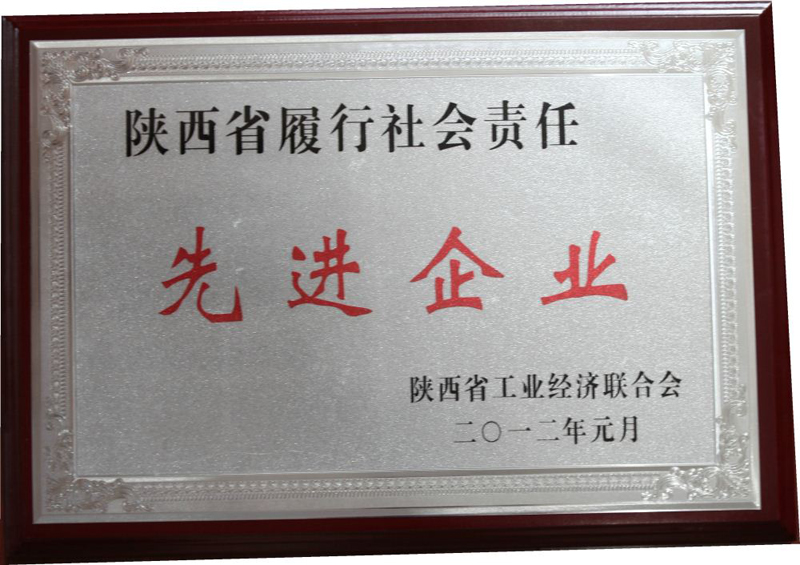 陕西省履行社会责任
先进企业
陕西省工业经济联合会
二〇一二年元月